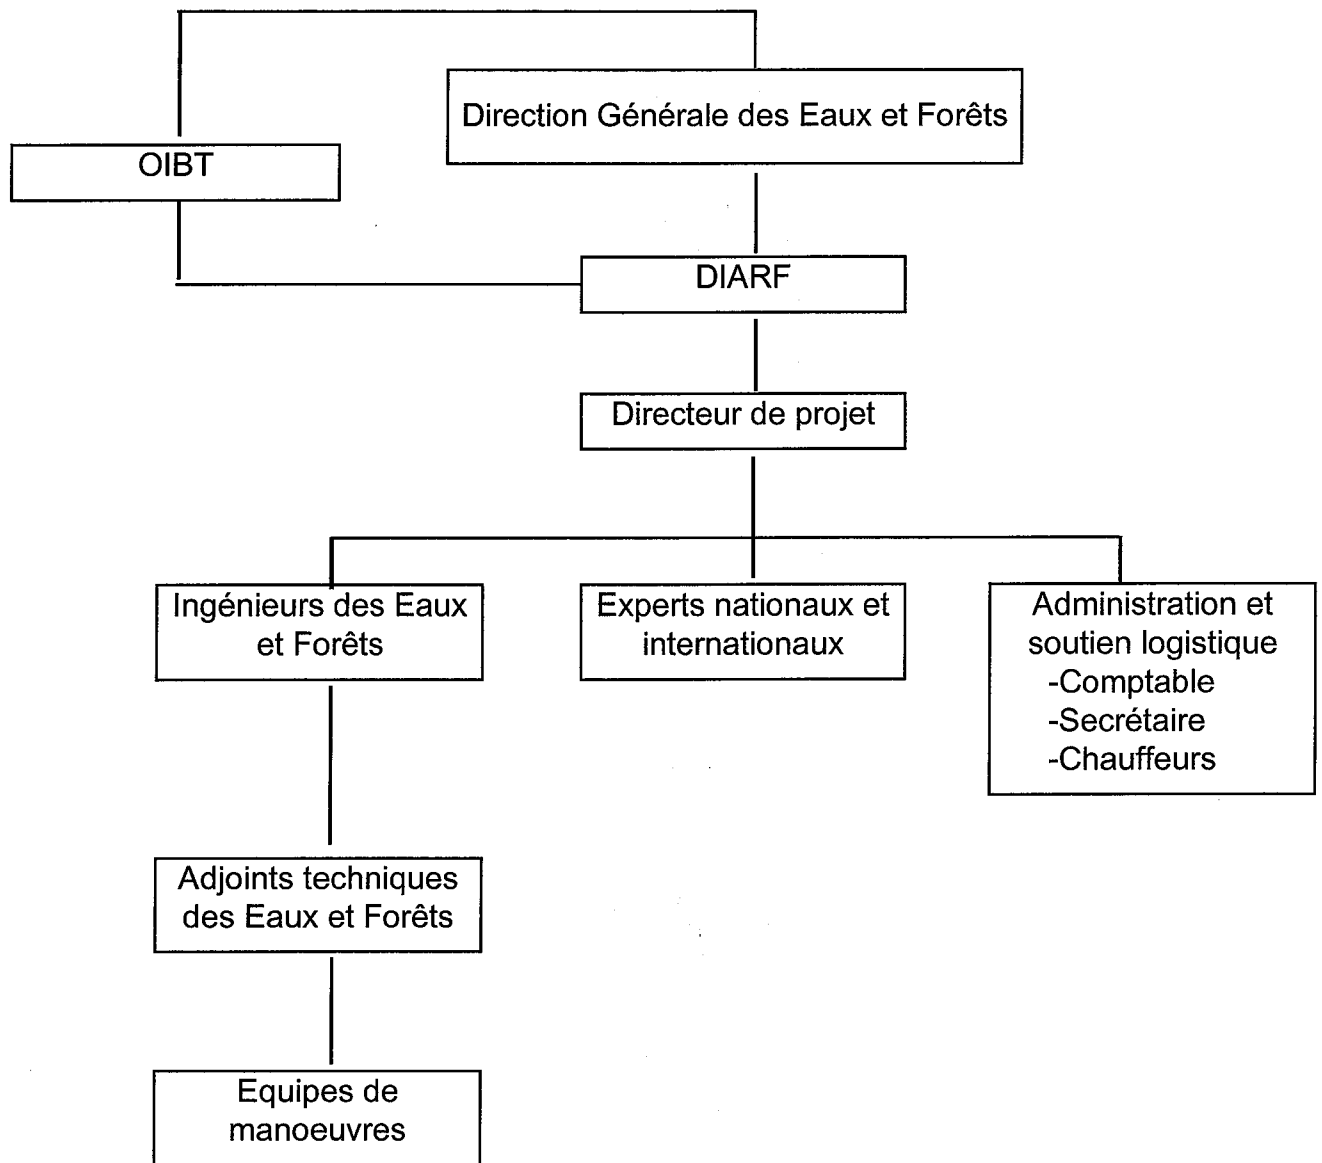 Direction Générale des Eaux et Forêts
OIBT
DIARF
Directeur de projet
Ingénieurs des Eaux
et Forêts
Experts nationaux et
internationaux
Administration et
soutien logistique
-Comptable
-Secrétaire
-Chauffeurs
Adjoints techniques
des Eaux et Forêts
Equipes de
manoeuvres